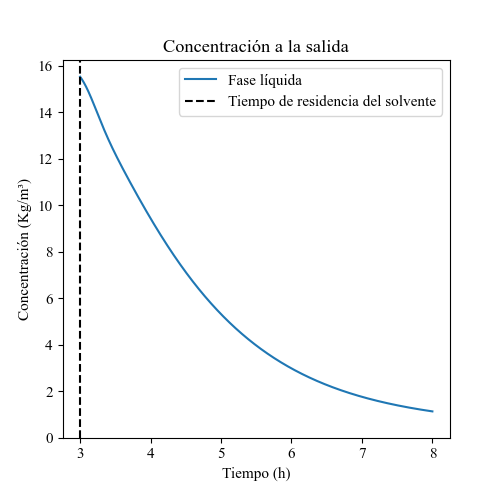 Concentración a la salida
Fase líquida
Tiempo de residencia del solvente
Concentración (Kg/m³)
16
14
12
10
8
6
4
2
0
3 4 5 6 7 8
Tiempo (h)